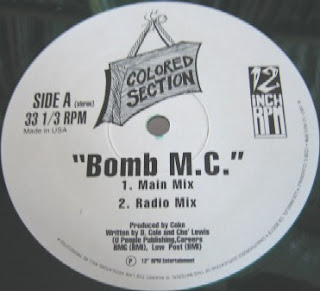 COLORED
SECTION
SIDE A (stereo)
33 1/3 RPM
Made in USA
12
INCH
RPM
"Bomb M.C."
1. Main Mix
2. Radio Mix
Produced by Coke
Written by D. Cole and Che' Lewis
(O People Publishing, Careers
BMG (BMI), Low Post (BMI)
℗ 12" RPM Entertainment